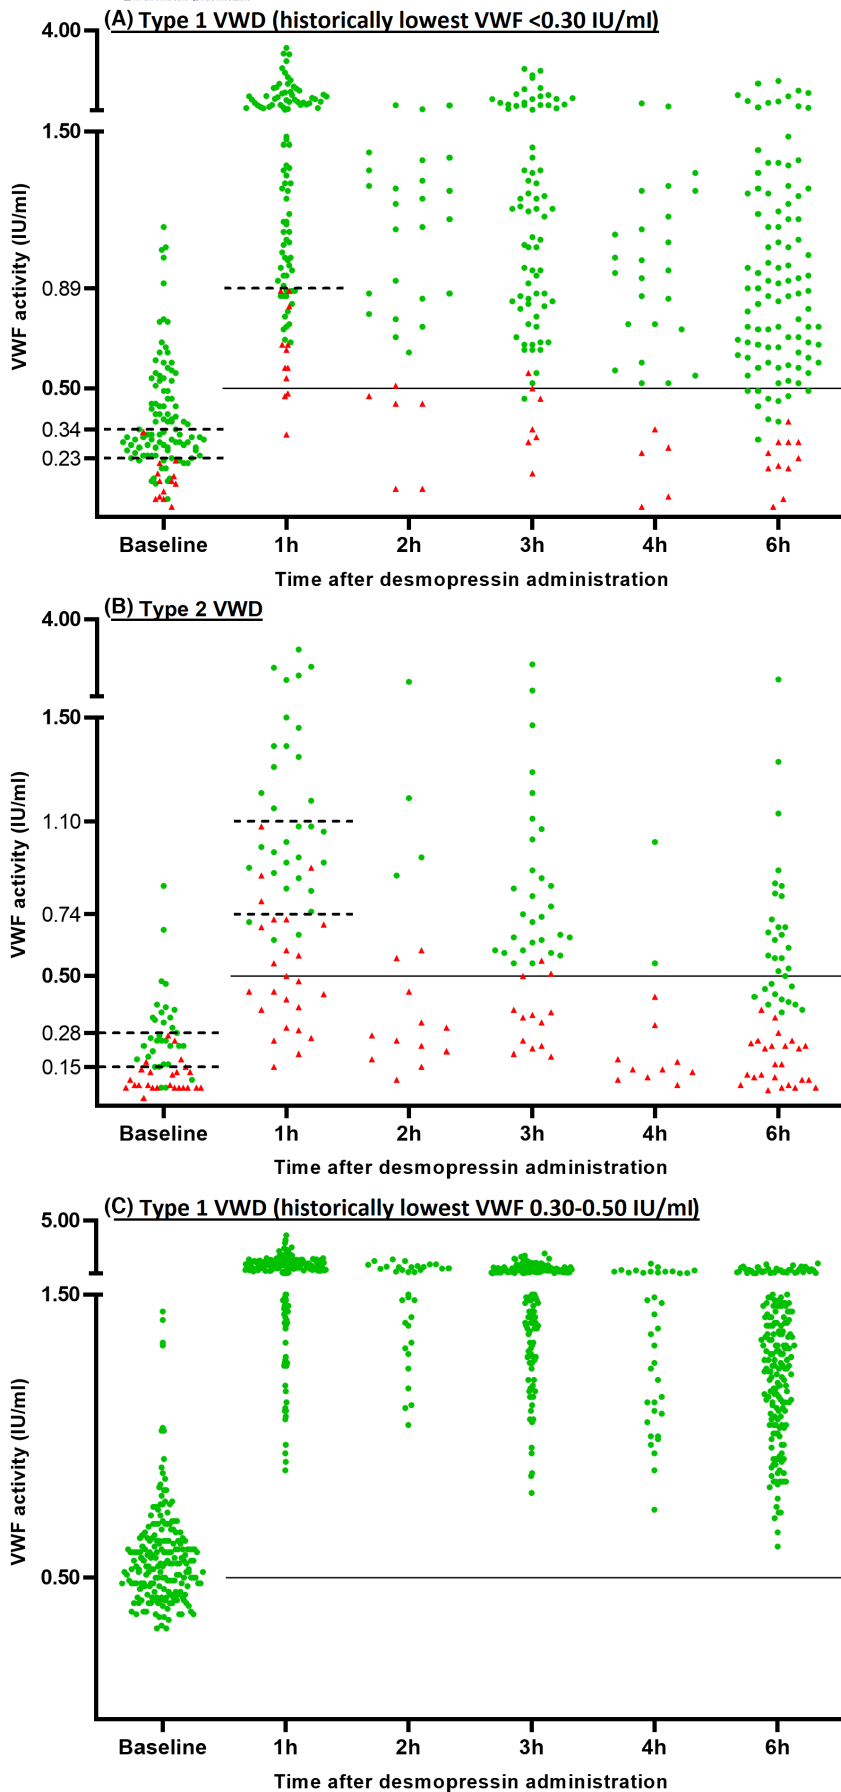 (A) Type 1 VWD (historically lowest VWF <0.30 IU/ml)
4.00
1.50
0.89
0.50
0.34
0.23
VWF activity (IU/ml)
Baseline 1h 2h 3h 4h 6h
Time after desmopressin administration
(B) Type 2 VWD
4.00
1.50
1.10
0.74
0.50
0.28
0.15
VWF activity (IU/ml)
Baseline 1h 2h 3h 4h 6h
Time after desmopressin administration
(C) Type 1 VWD (historically lowest VWF 0.30-0.50 IU/ml)
5.00
1.50
0.50
VWF activity (IU/ml)
Baseline 1h 2h 3h 4h 6h
Time after desmopressin administration